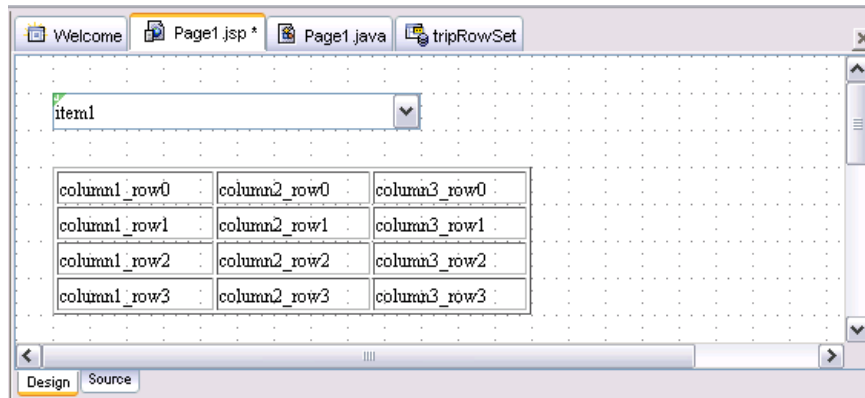 Welcome Page1.jsp * Page1.java tripRowSet
item1
column1_row0 column2_row0 column3_row0
column1_row1 column2_row1 column3_row1
column1_row2 column2_row2 column3_row2
column1_row3 column2_row3 column3_row3
Design Source